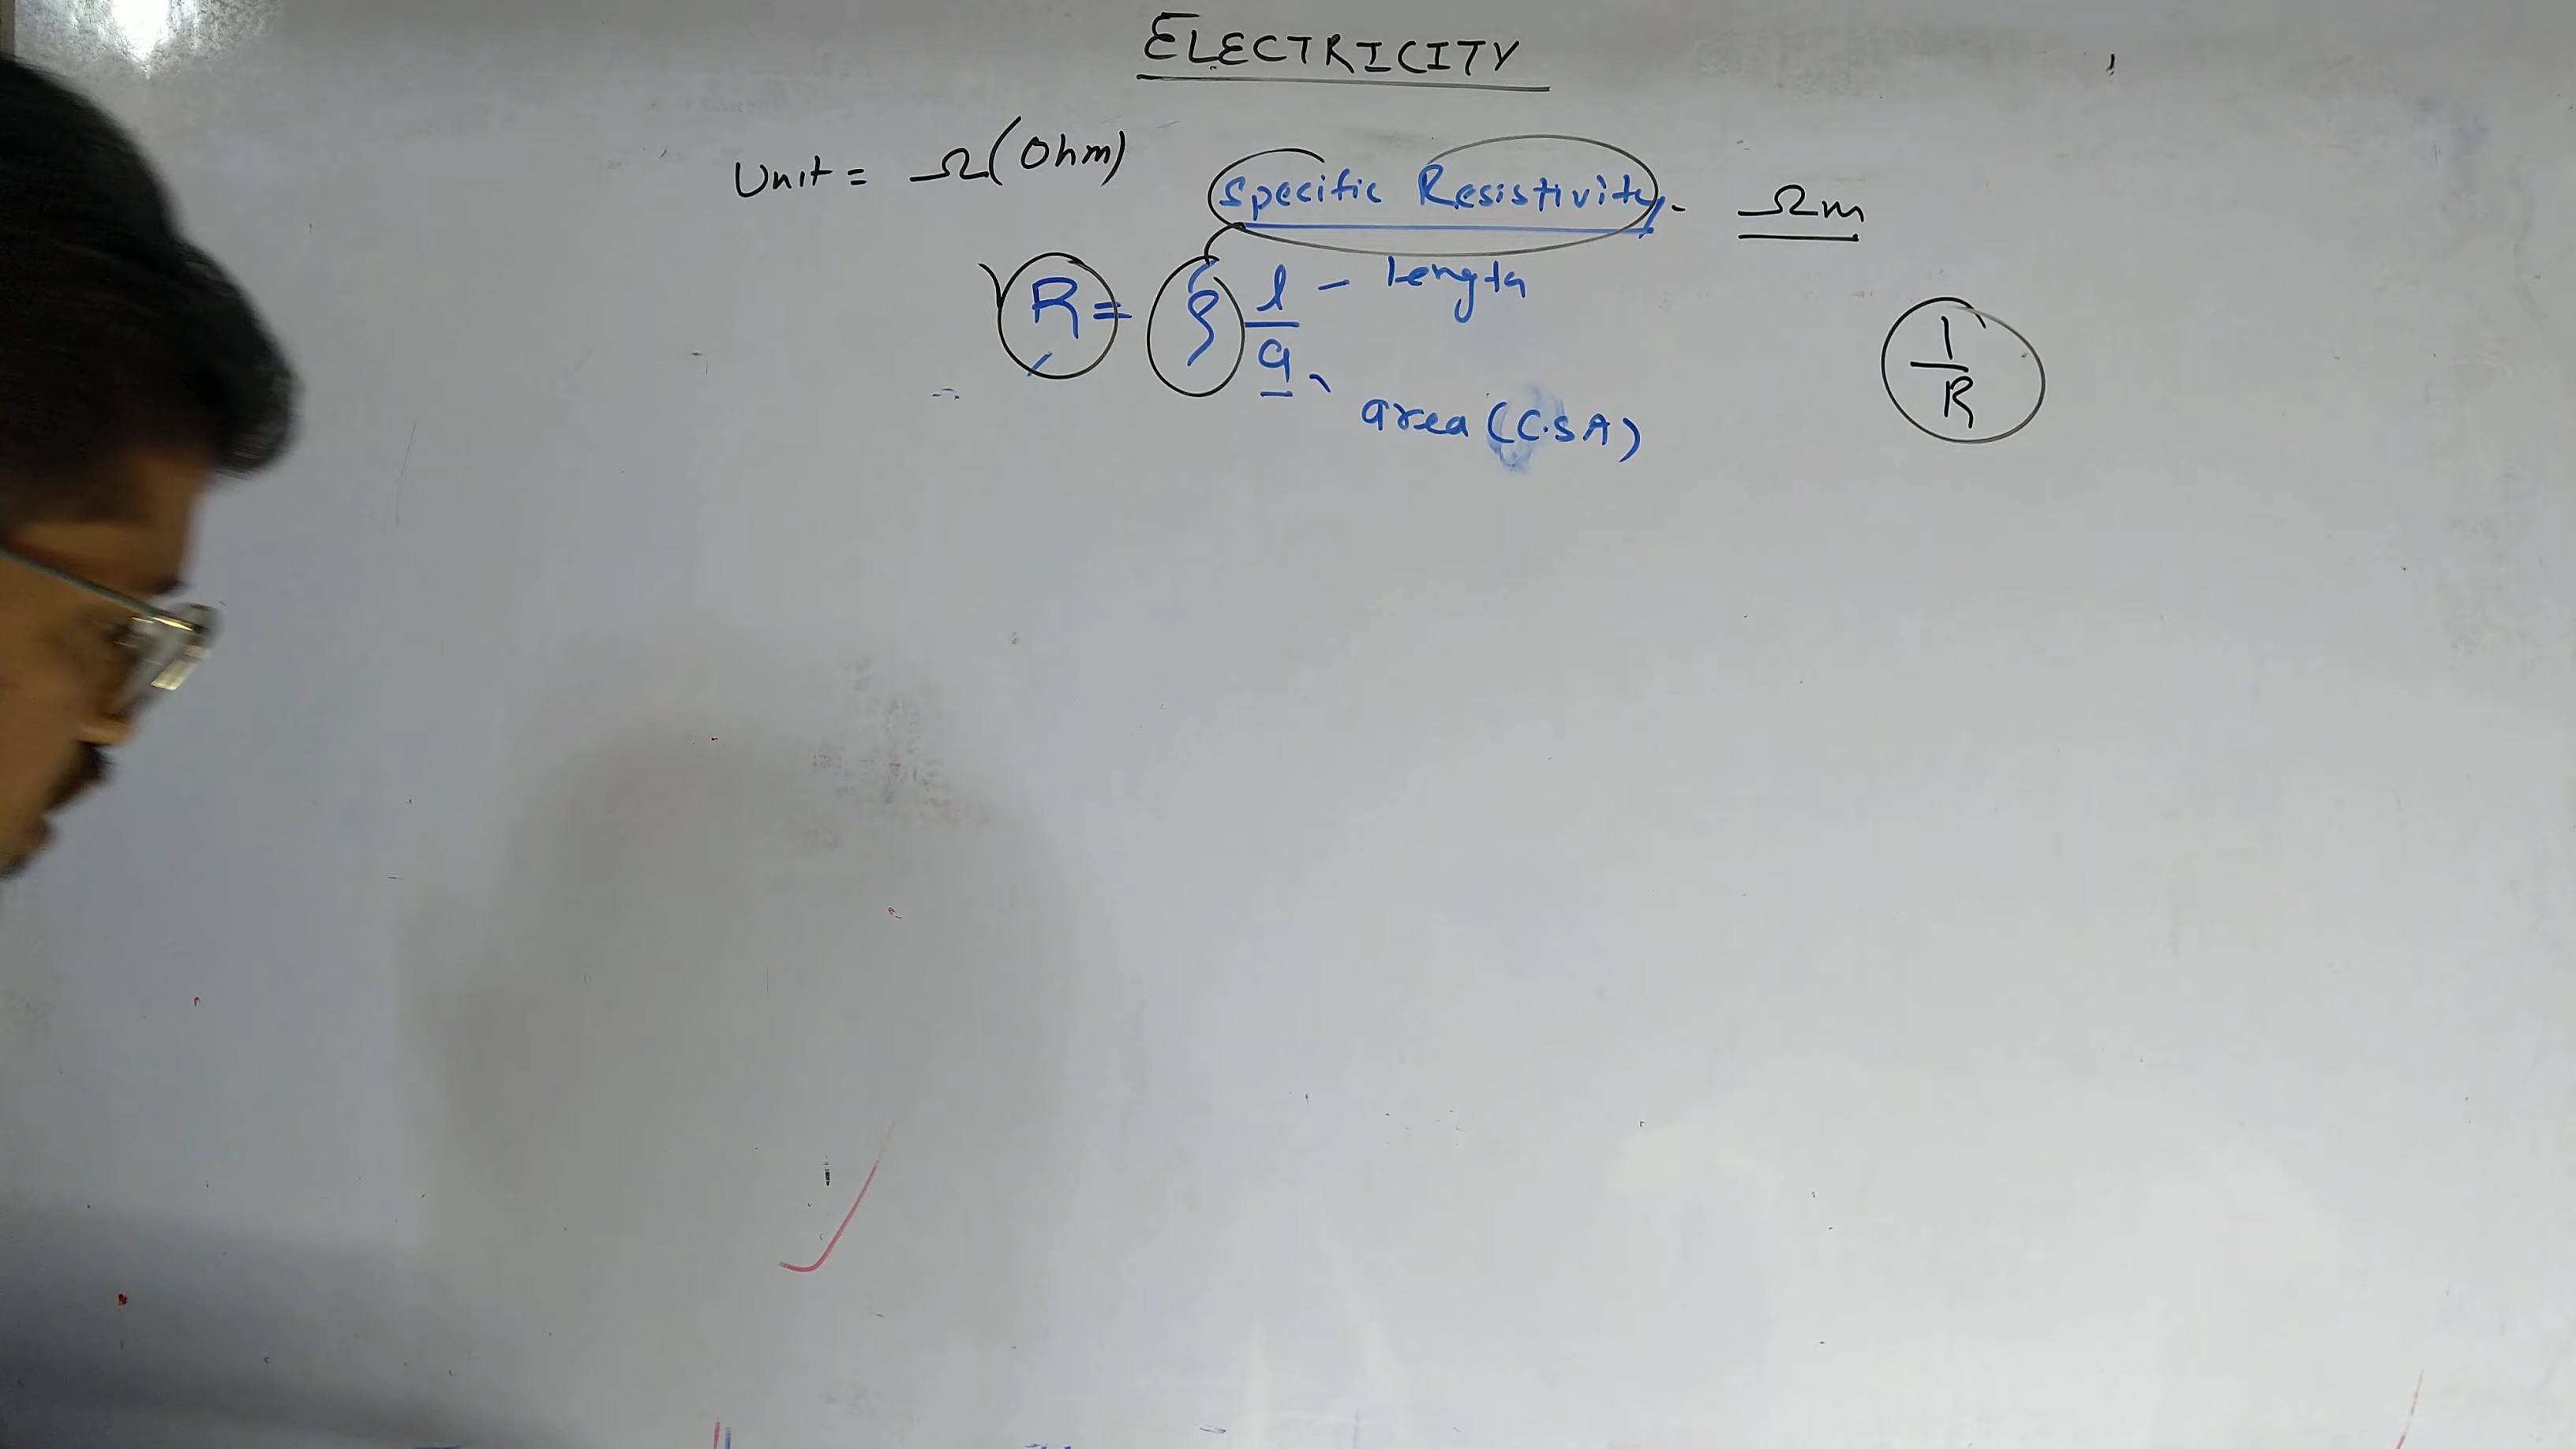 ELECTRICITY
Unit = Ω (Ohm)
Specific Resistivity - Ωm
R = ρ l/a - Length
area (C.S.A)
1/R